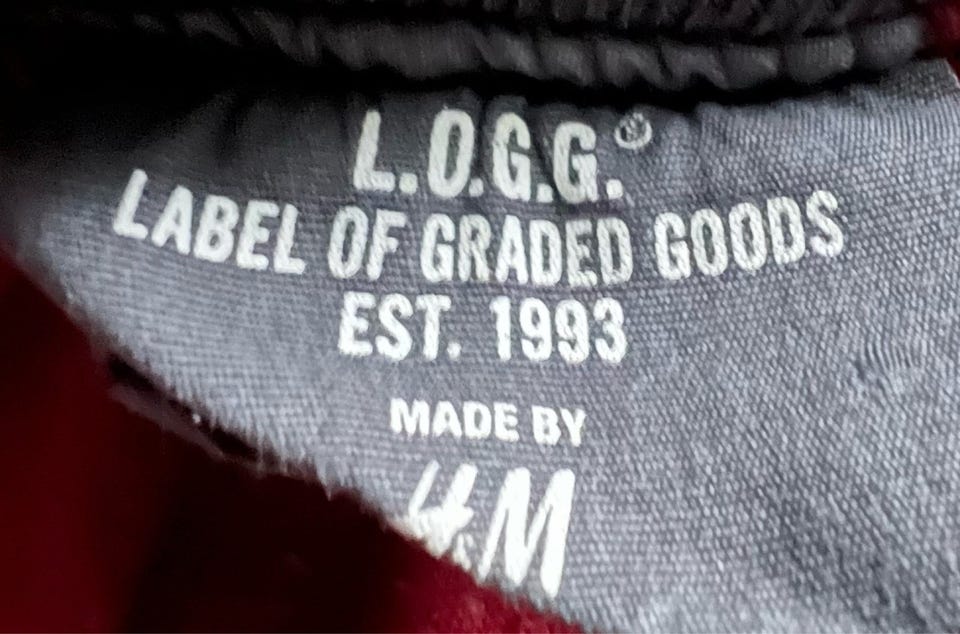 L.O.G.G.®
LABEL OF GRADED GOODS
EST. 1993
MADE BY
H&M